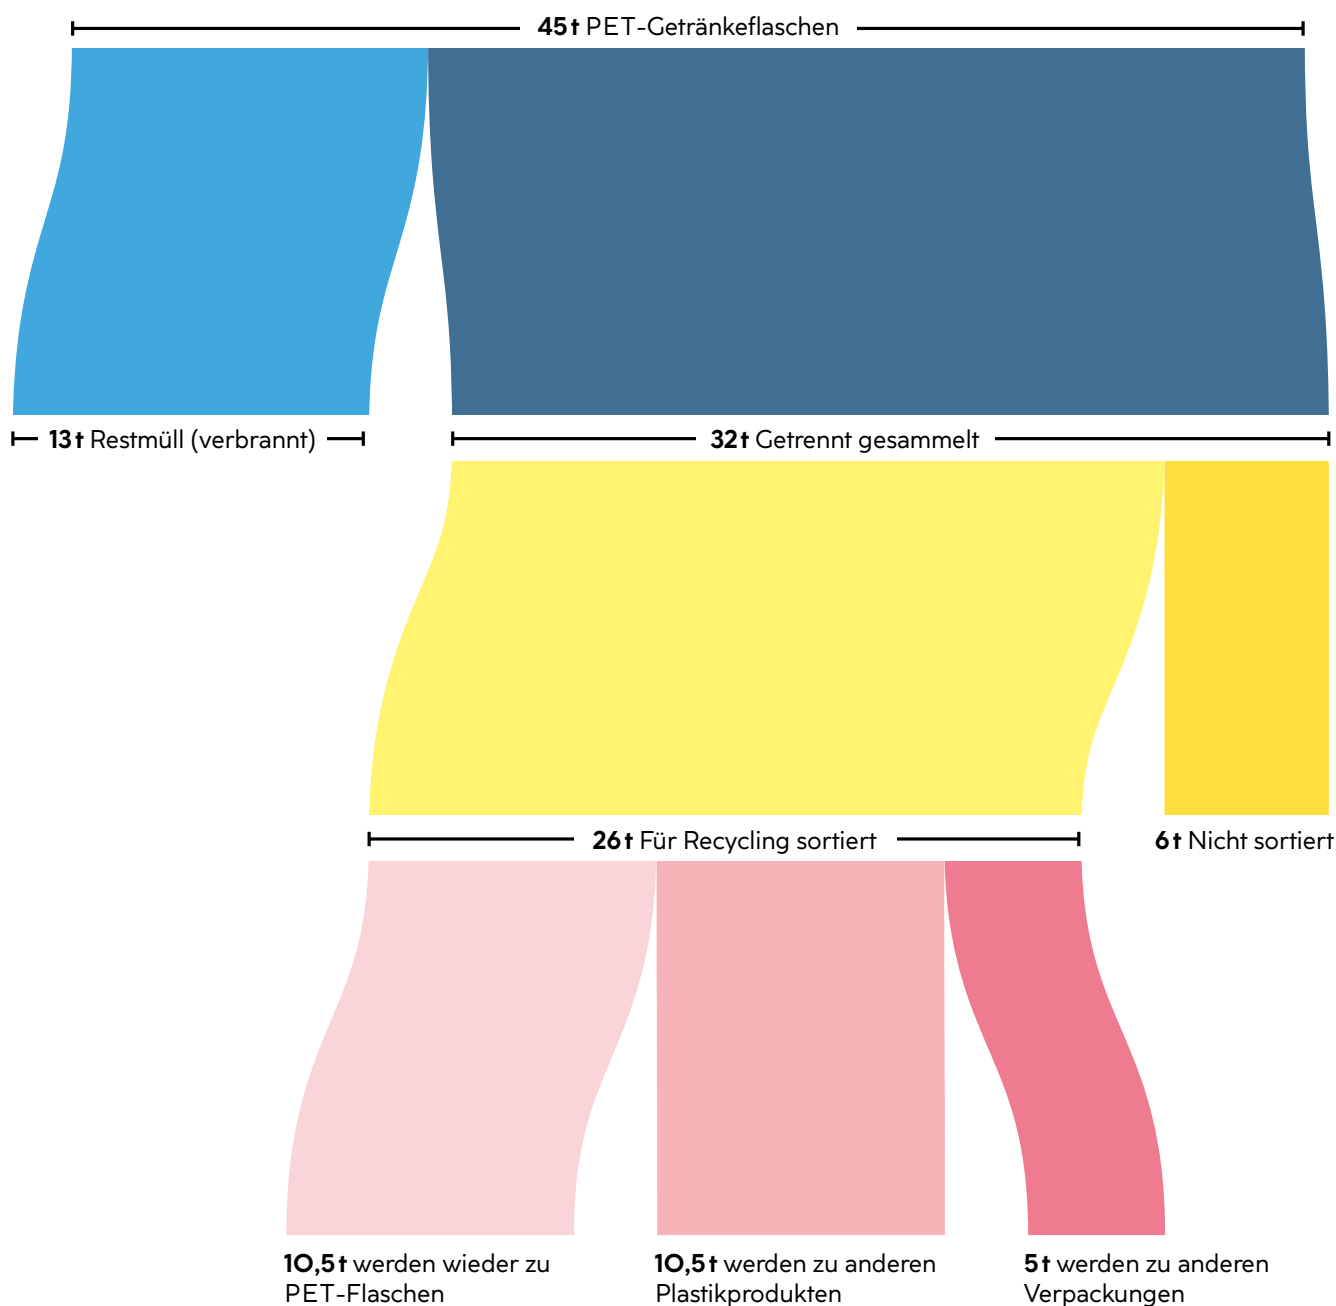 45 t PET-Getränkeflaschen
13 t Restmüll (verbrannt)
32 t Getrennt gesammelt
26 t Für Recycling sortiert
6 t Nicht sortiert
10,5 t werden wieder zu
PET-Flaschen
10,5 t werden zu anderen
Plastikprodukten
5 t werden zu anderen
Verpackungen